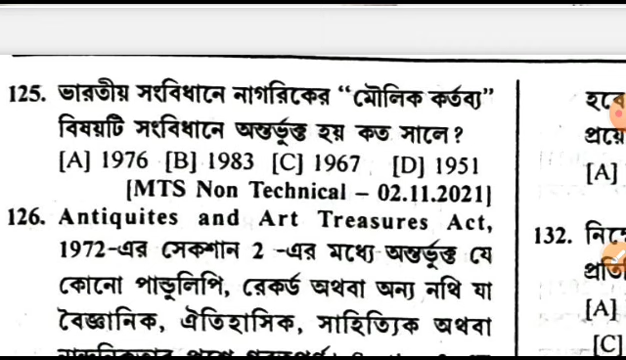 125. ভারতীয় সংবিধানে নাগরিকের “মৌলিক কর্তব্য”
বিষয়টি সংবিধানে অন্তর্ভূক্ত হয় কত সালে?
[A] 1976 [B] 1983 [C] 1967 [D] 1951
[MTS Non Technical – 02.11.2021]
126. Antiquites and Art Treasures Act,
1972-এর সেকশান 2 -এর মধ্যে অন্তর্ভূক্ত যে
কোনো পাণ্ডুলিপি, রেকর্ড অথবা অন্য নথি যা
বৈজ্ঞানিক, ঐতিহাসিক, সাহিত্যিক অথবা
হবে
[A]
132.
[A]
[C]